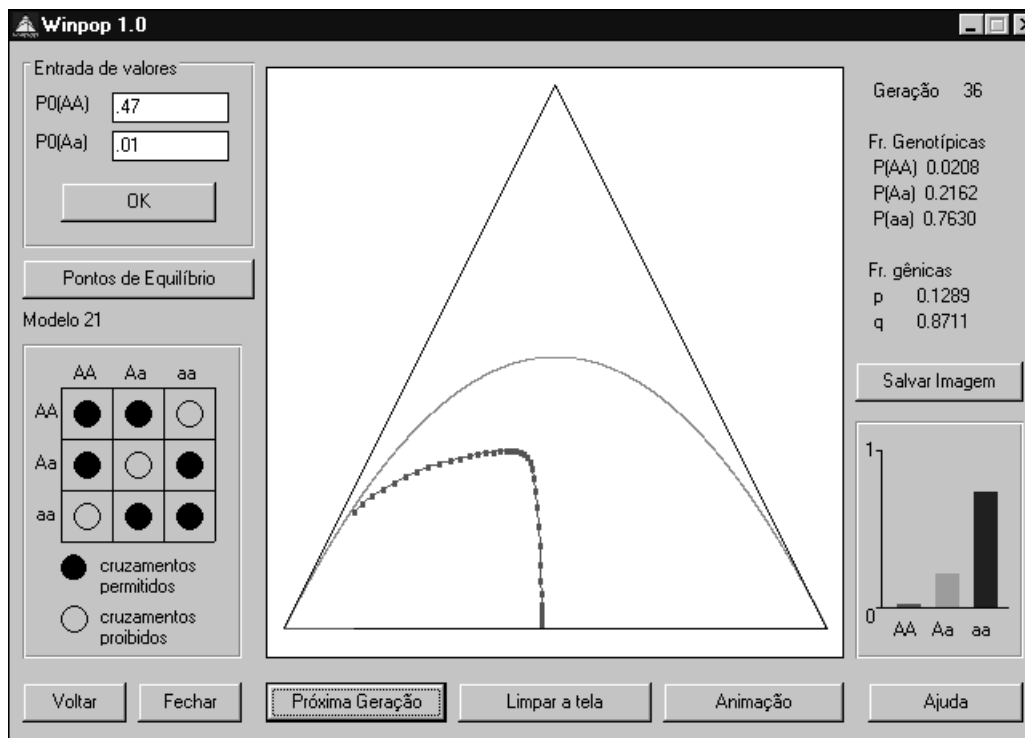 Winpop 1.0
Entrada de valores
P0(AA) .47
P0(Aa) .01
OK
Pontos de Equilíbrio
Modelo 21
AA Aa aa
AA
Aa
aa
cruzamentos
permitidos
cruzamentos
proibidos
Geração 36
Fr. Genotípicas
P(AA) 0.0208
P(Aa) 0.2162
P(aa) 0.7630
Fr. gênicas
p 0.1289
q 0.8711
Salvar Imagem
1
0
AA Aa aa
Voltar
Fechar
Próxima Geração
Limpar a tela
Animação
Ajuda